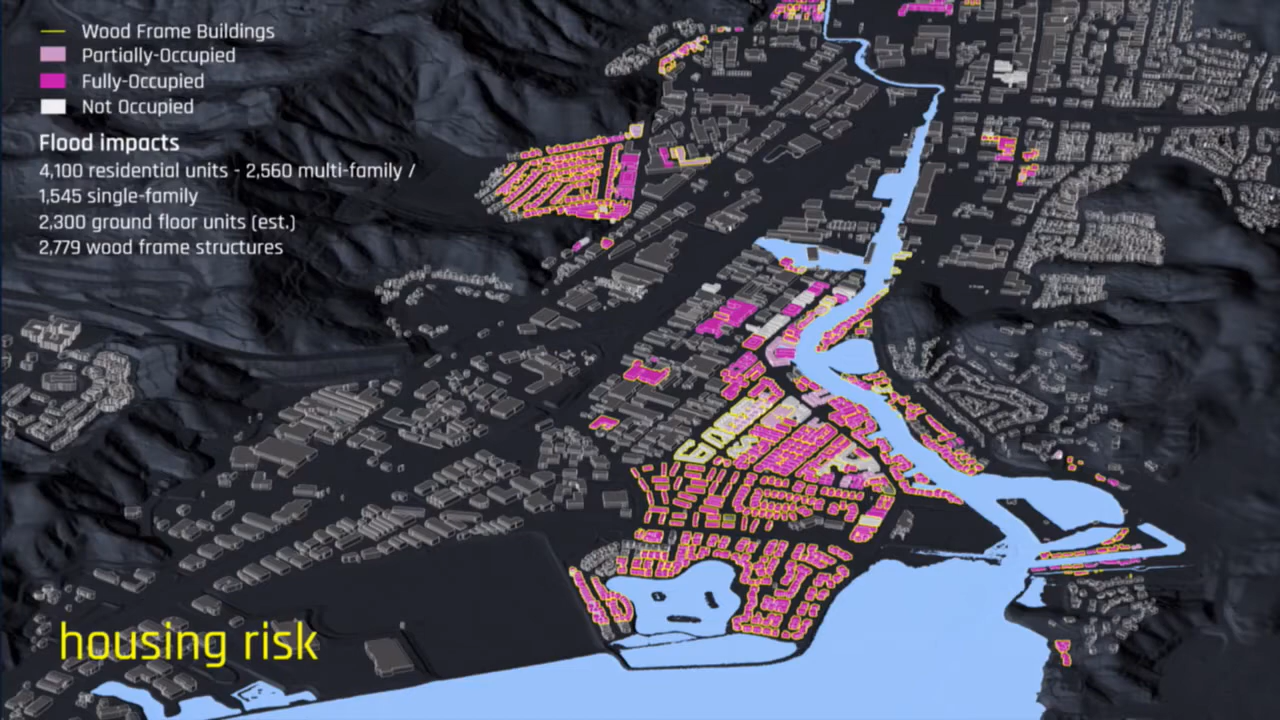 Wood Frame Buildings
Partially-Occupied
Fully-Occupied
Not Occupied
Flood impacts
4,100 residential units - 2,560 multi-family /
1,545 single-family
2,300 ground floor units (est.)
2,779 wood frame structures
housing risk